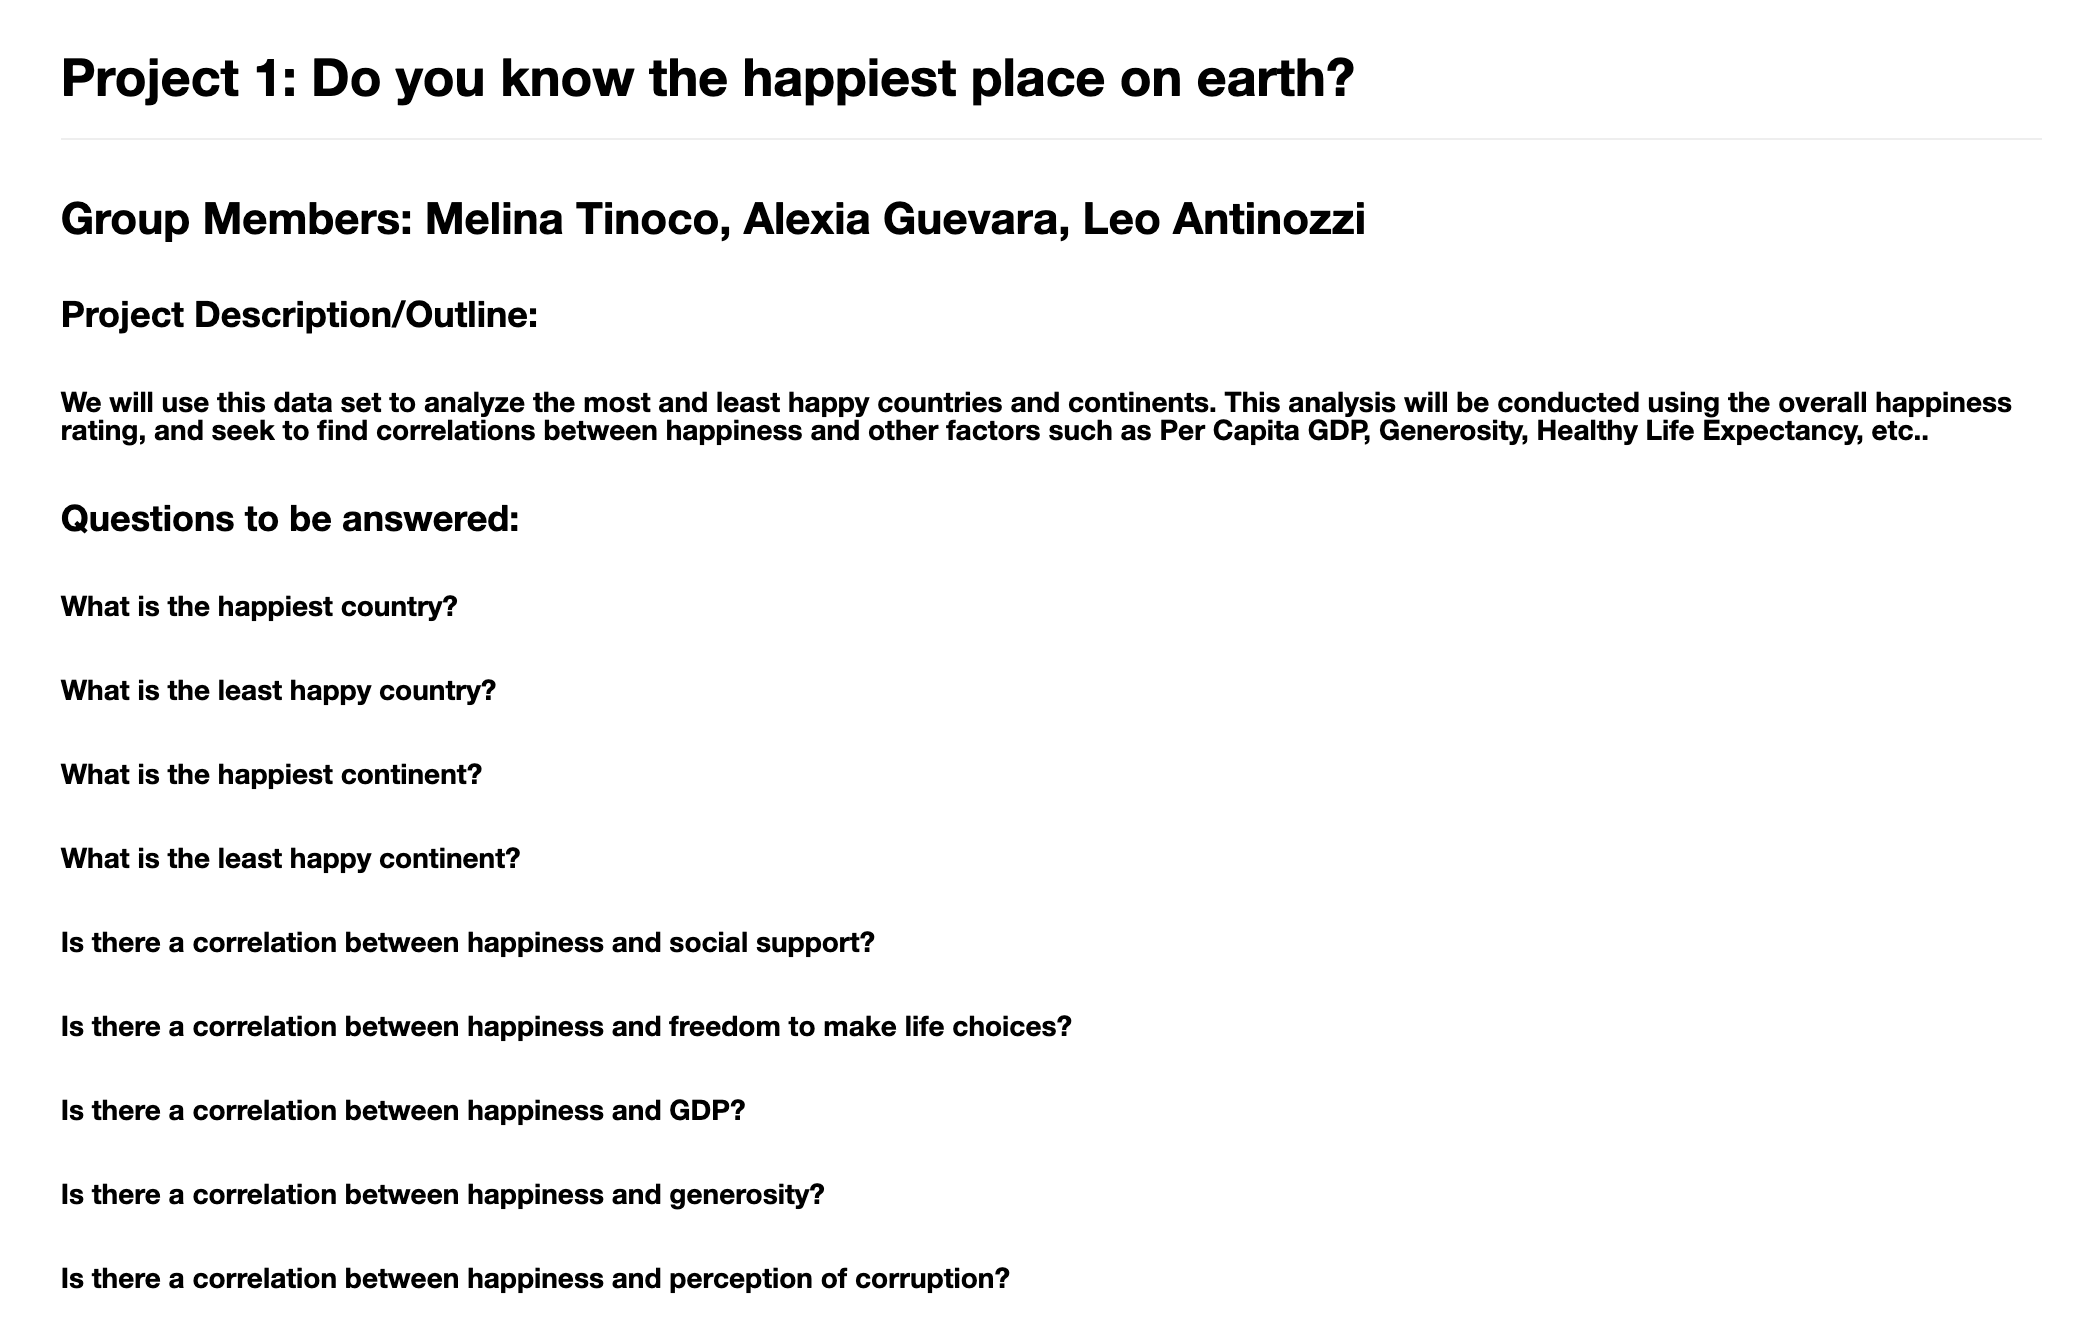 Project 1: Do you know the happiest place on earth?
Group Members: Melina Tinoco, Alexia Guevara, Leo Antinozzi
Project Description/Outline:
We will use this data set to analyze the most and least happy countries and continents. This analysis will be conducted using the overall happiness
rating, and seek to find correlations between happiness and other factors such as Per Capita GDP, Generosity, Healthy Life Expectancy, etc..
Questions to be answered:
What is the happiest country?
What is the least happy country?
What is the happiest continent?
What is the least happy continent?
Is there a correlation between happiness and social support?
Is there a correlation between happiness and freedom to make life choices?
Is there a correlation between happiness and GDP?
Is there a correlation between happiness and generosity?
Is there a correlation between happiness and perception of corruption?